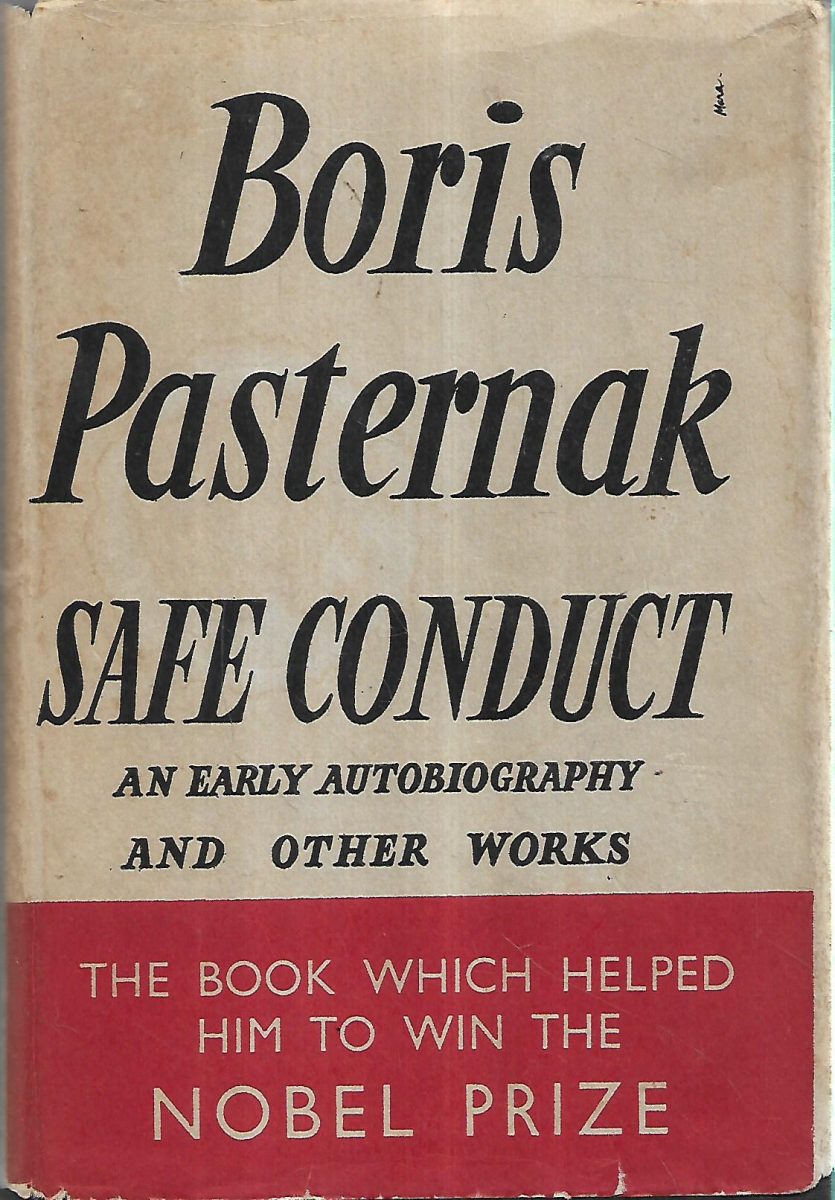 Boris
Pasternak
SAFE CONDUCT
AN EARLY AUTOBIOGRAPHY
AND OTHER WORKS
THE BOOK WHICH HELPED
HIM TO WIN THE
NOBEL PRIZE